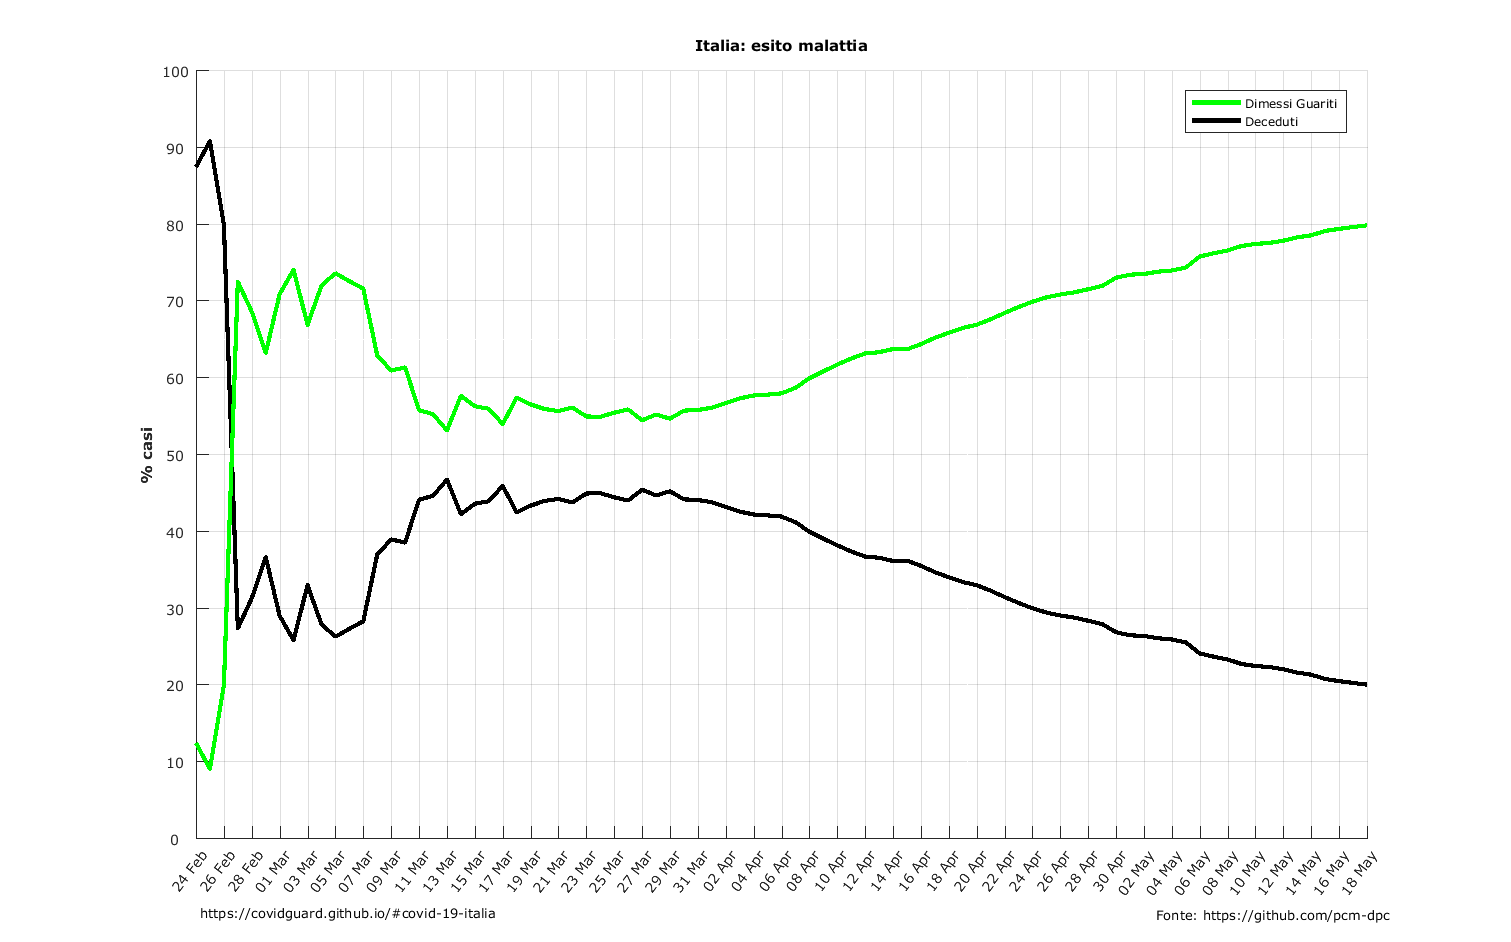 Italia: esito malattia
Dimessi Guariti
Deceduti
% casi
100
90
80
70
60
50
40
30
20
10
0
24 Feb
26 Feb
28 Feb
01 Mar
03 Mar
05 Mar
07 Mar
09 Mar
11 Mar
13 Mar
15 Mar
17 Mar
19 Mar
21 Mar
23 Mar
25 Mar
27 Mar
29 Mar
31 Mar
02 Apr
04 Apr
06 Apr
08 Apr
10 Apr
12 Apr
14 Apr
16 Apr
18 Apr
20 Apr
22 Apr
24 Apr
26 Apr
28 Apr
30 Apr
02 May
04 May
06 May
08 May
10 May
12 May
14 May
16 May
18 May
https://covidguard.github.io/#covid-19-italia
Fonte: https://github.com/pcm-dpc